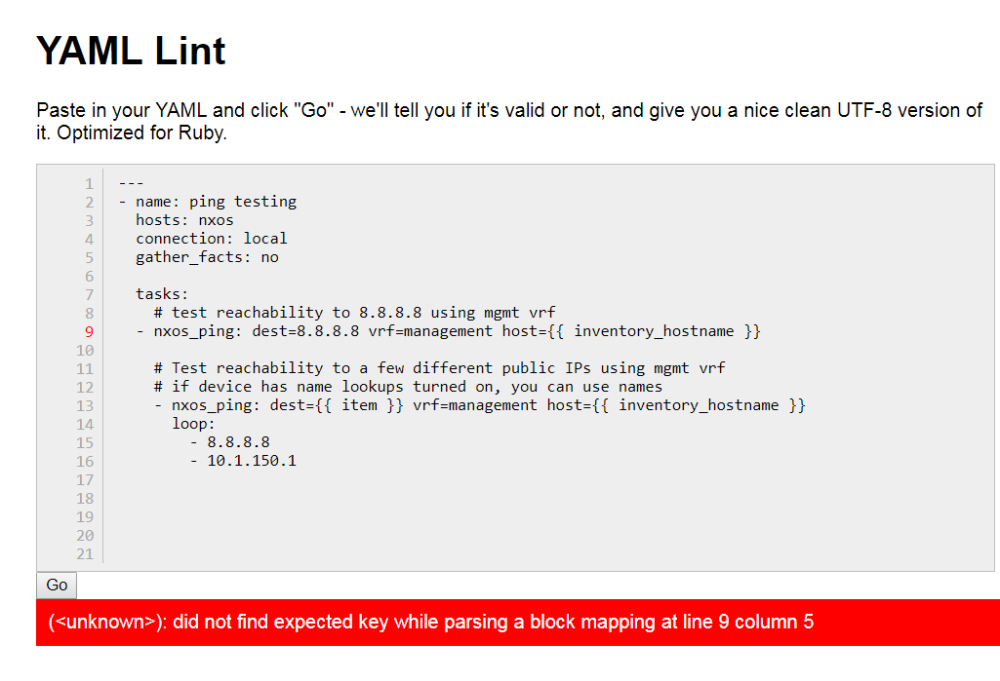 YAML Lint
Paste in your YAML and click "Go" - we'll tell you if it's valid or not, and give you a nice clean UTF-8 version of
it. Optimized for Ruby.
1 ---
2 - name: ping testing
3   hosts: nxos
4   connection: local
5   gather_facts: no
6
7   tasks:
8     # test reachability to 8.8.8.8 using mgmt vrf
9   - nxos_ping: dest=8.8.8.8 vrf=management host={{ inventory_hostname }}
10
11     # Test reachability to a few different public IPs using mgmt vrf
12     # if device has name lookups turned on, you can use names
13     - nxos_ping: dest={{ item }} vrf=management host={{ inventory_hostname }}
14       loop:
15         - 8.8.8.8
16         - 10.1.150.1
17
18
19
20
21
Go
(<unknown>): did not find expected key while parsing a block mapping at line 9 column 5